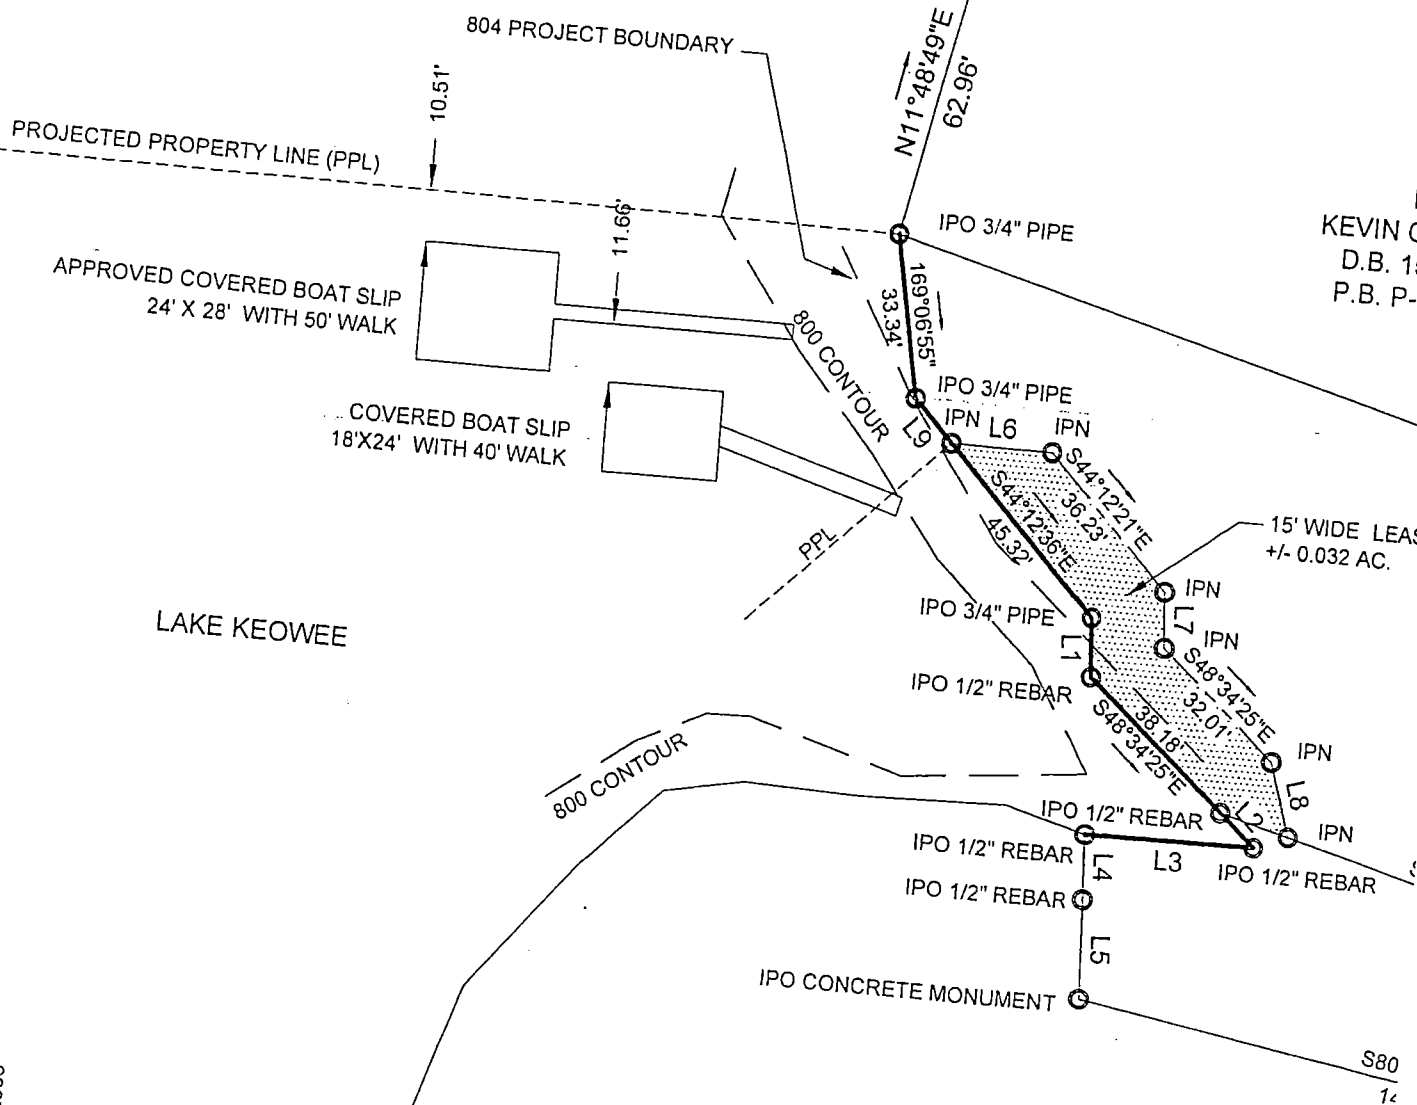 804 PROJECT BOUNDARY
N11°48'49"E
62.96'
10.51'
PROJECTED PROPERTY LINE (PPL)
11.66'
IPO 3/4" PIPE
KEVIN
D.B.
P.B. P-
APPROVED COVERED BOAT SLIP
24' X 28' WITH 50' WALK
169°06'55"
33.34'
800 CONTOUR
IPO 3/4" PIPE
COVERED BOAT SLIP
18'X24' WITH 40' WALK
L9
IPN
L6
IPN
S44°12'21"E
36.23'
S44°12'36"E
45.32'
15' WIDE
+/- 0.032 AC.
PPL
IPN
LAKE KEOWEE
IPO 3/4" PIPE
L7
IPN
L1
S48°34'25"E
32.01'
IPO 1/2" REBAR
38.18'
S48°34'25"E
IPN
800 CONTOUR
L8
IPO 1/2" REBAR
L2
IPN
IPO 1/2" REBAR
L3
IPO 1/2" REBAR
L4
IPO 1/2" REBAR
L5
IPO CONCRETE MONUMENT
S80